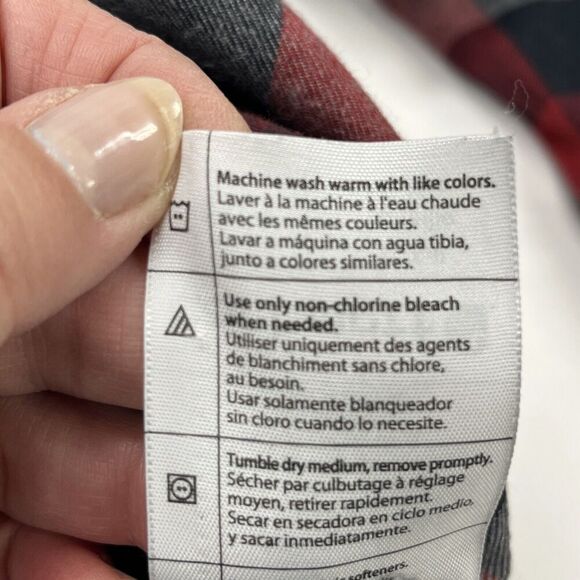 Machine wash warm with like colors.
Laver à la machine à l'eau chaude
avec les mêmes couleurs.
Lavar a máquina con agua tibia,
junto a colores similares.
Use only non-chlorine bleach
when needed.
Utiliser uniquement des agents
de blanchiment sans chlore,
au besoin.
Usar solamente blanqueador
sin cloro cuando lo necesite.
Tumble dry medium, remove promptly.
Sécher par culbutage à réglage
moyen, retirer rapidement.
Secar en secadora en ciclo medio,
y sacar inmediatamente.
softeners.